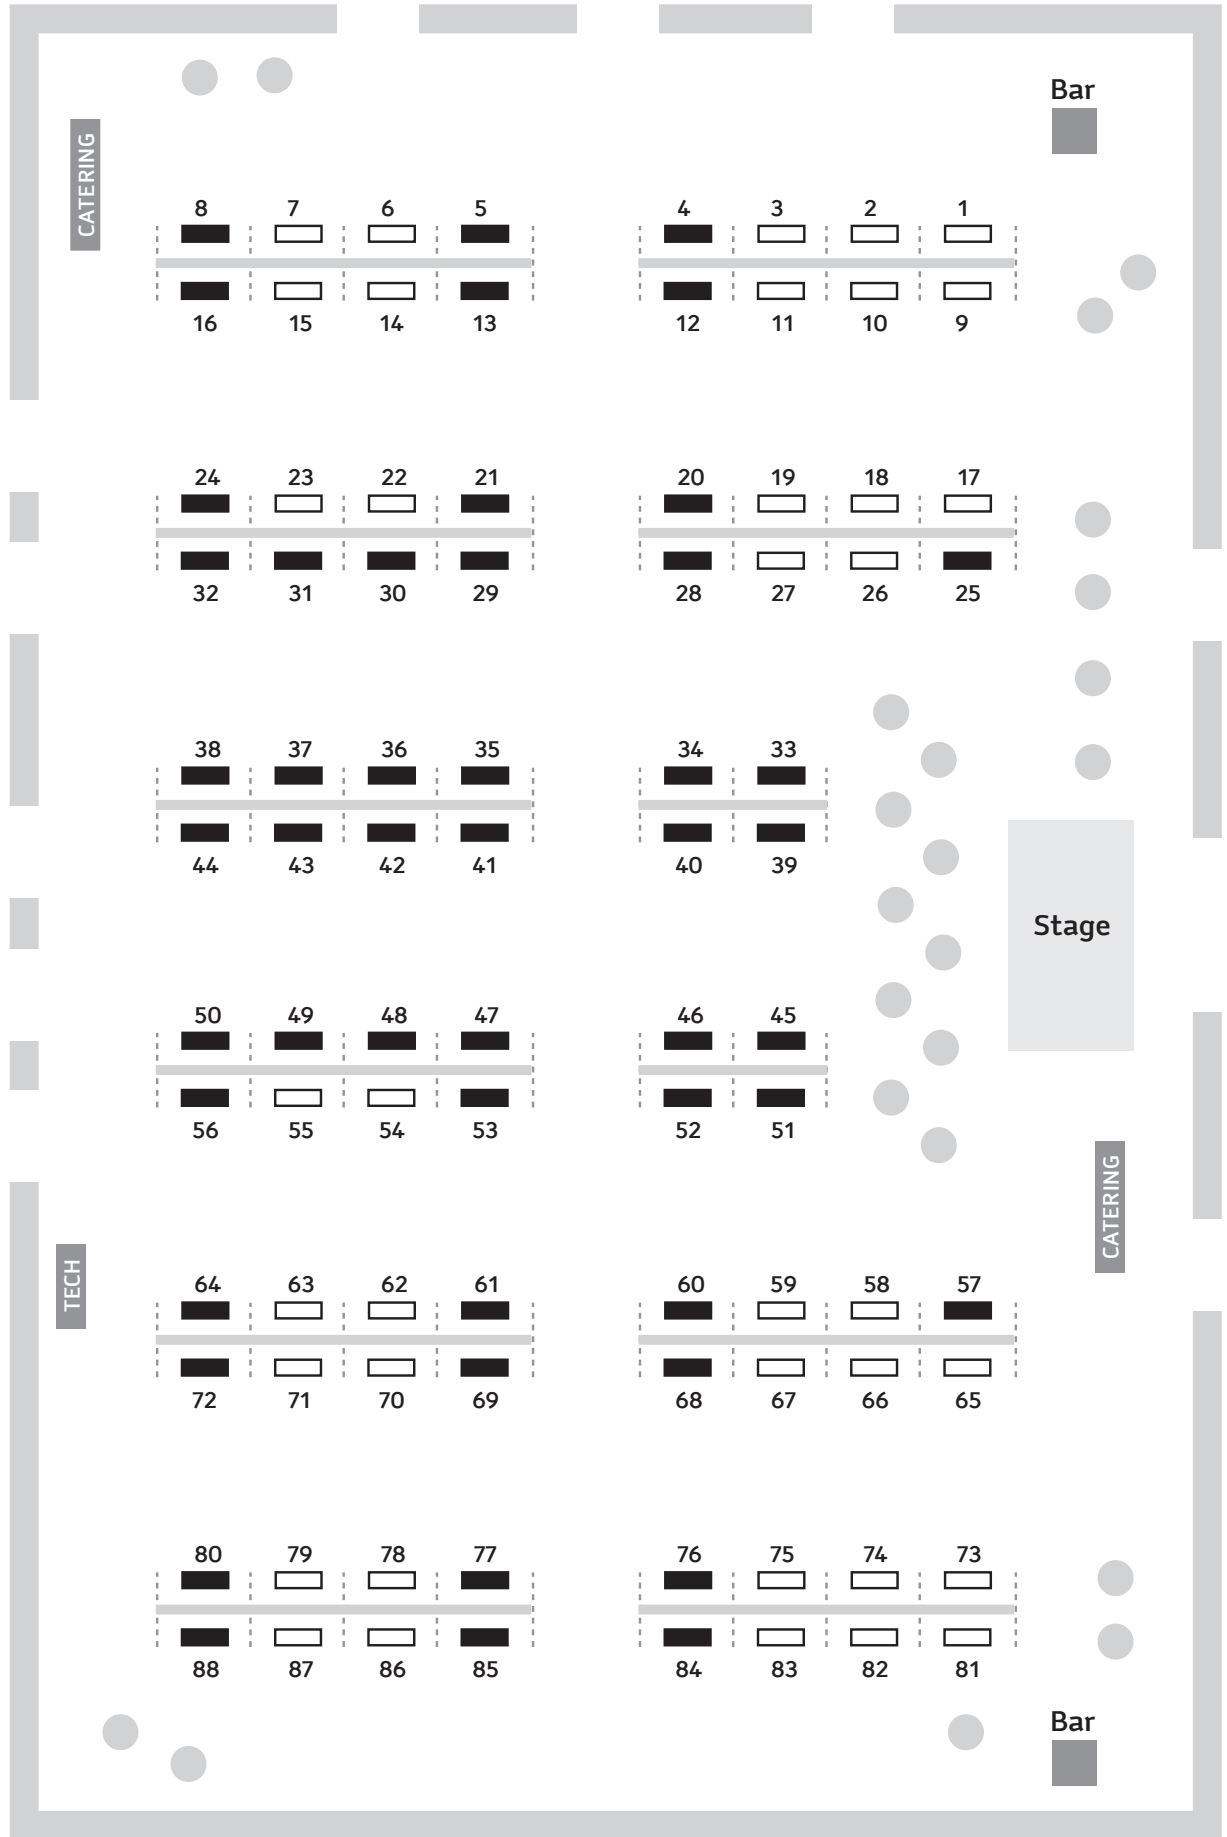 Bar
CATERING
8 7 6 5 4 3 2 1
16 15 14 13 12 11 10 9
24 23 22 21 20 19 18 17
32 31 30 29 28 27 26 25
38 37 36 35 34 33
44 43 42 41 40 39
Stage
50 49 48 47 46 45
56 55 54 53 52 51
CATERING
TECH
64 63 62 61 60 59 58 57
72 71 70 69 68 67 66 65
80 79 78 77 76 75 74 73
88 87 86 85 84 83 82 81
Bar